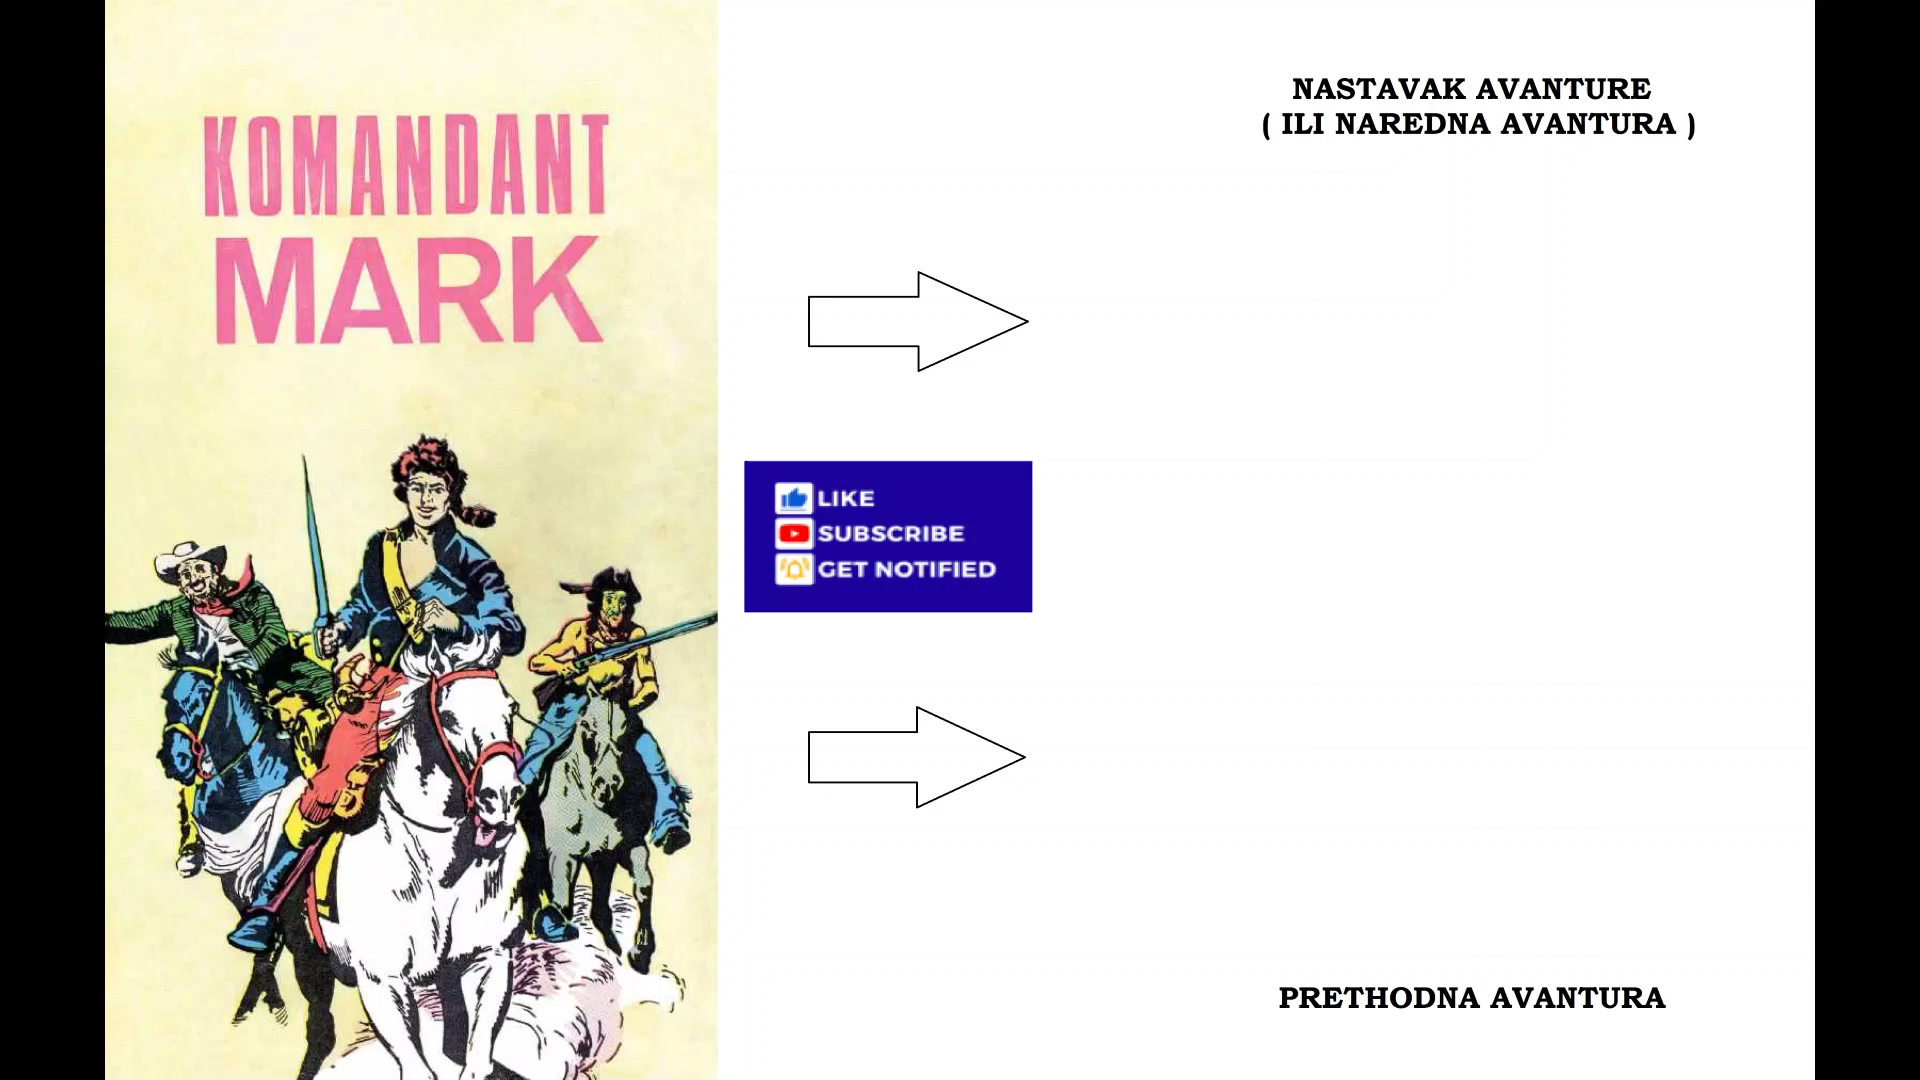 KOMANDANT
MARK
NASTAVAK AVANTURE
( ILI NAREDNA AVANTURA )
LIKE
SUBSCRIBE
GET NOTIFIED
PRETHODNA AVANTURA